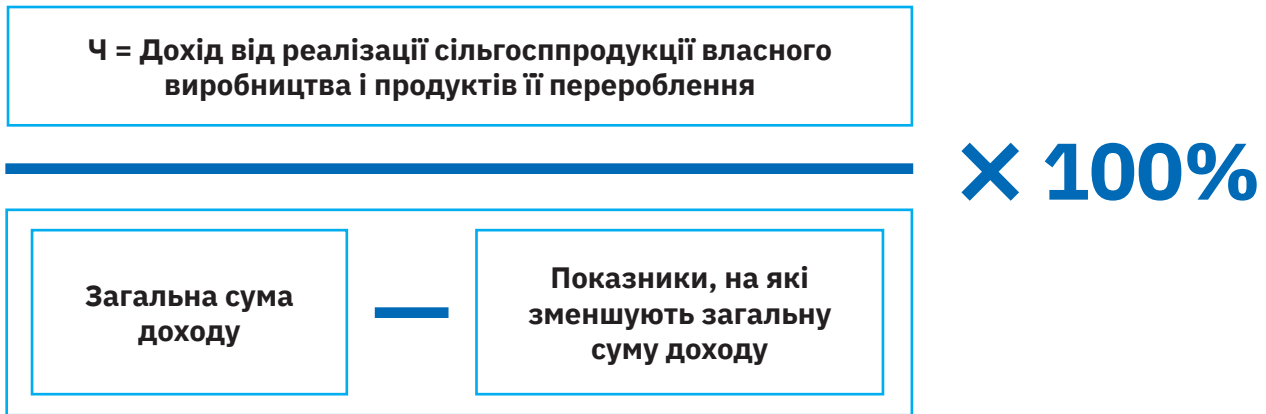 Ч = Дохід від реалізації сільгосппродукції власного
виробництва і продуктів її перероблення
× 100%
Загальна сума
доходу
—
Показники, на які
зменшують загальну
суму доходу